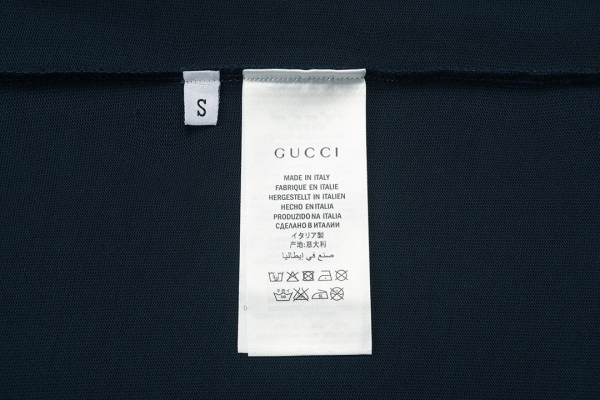 S
GUCCI
MADE IN ITALY
FABRIQUE EN ITALIE
HERGESTELLT IN ITALIEN
HECHO EN ITALIA
PRODUZIDO NA ITALIA
СДЕЛАНО В ИТАЛИИ
イタリア製
产地:意大利
صنع في إيطاليا